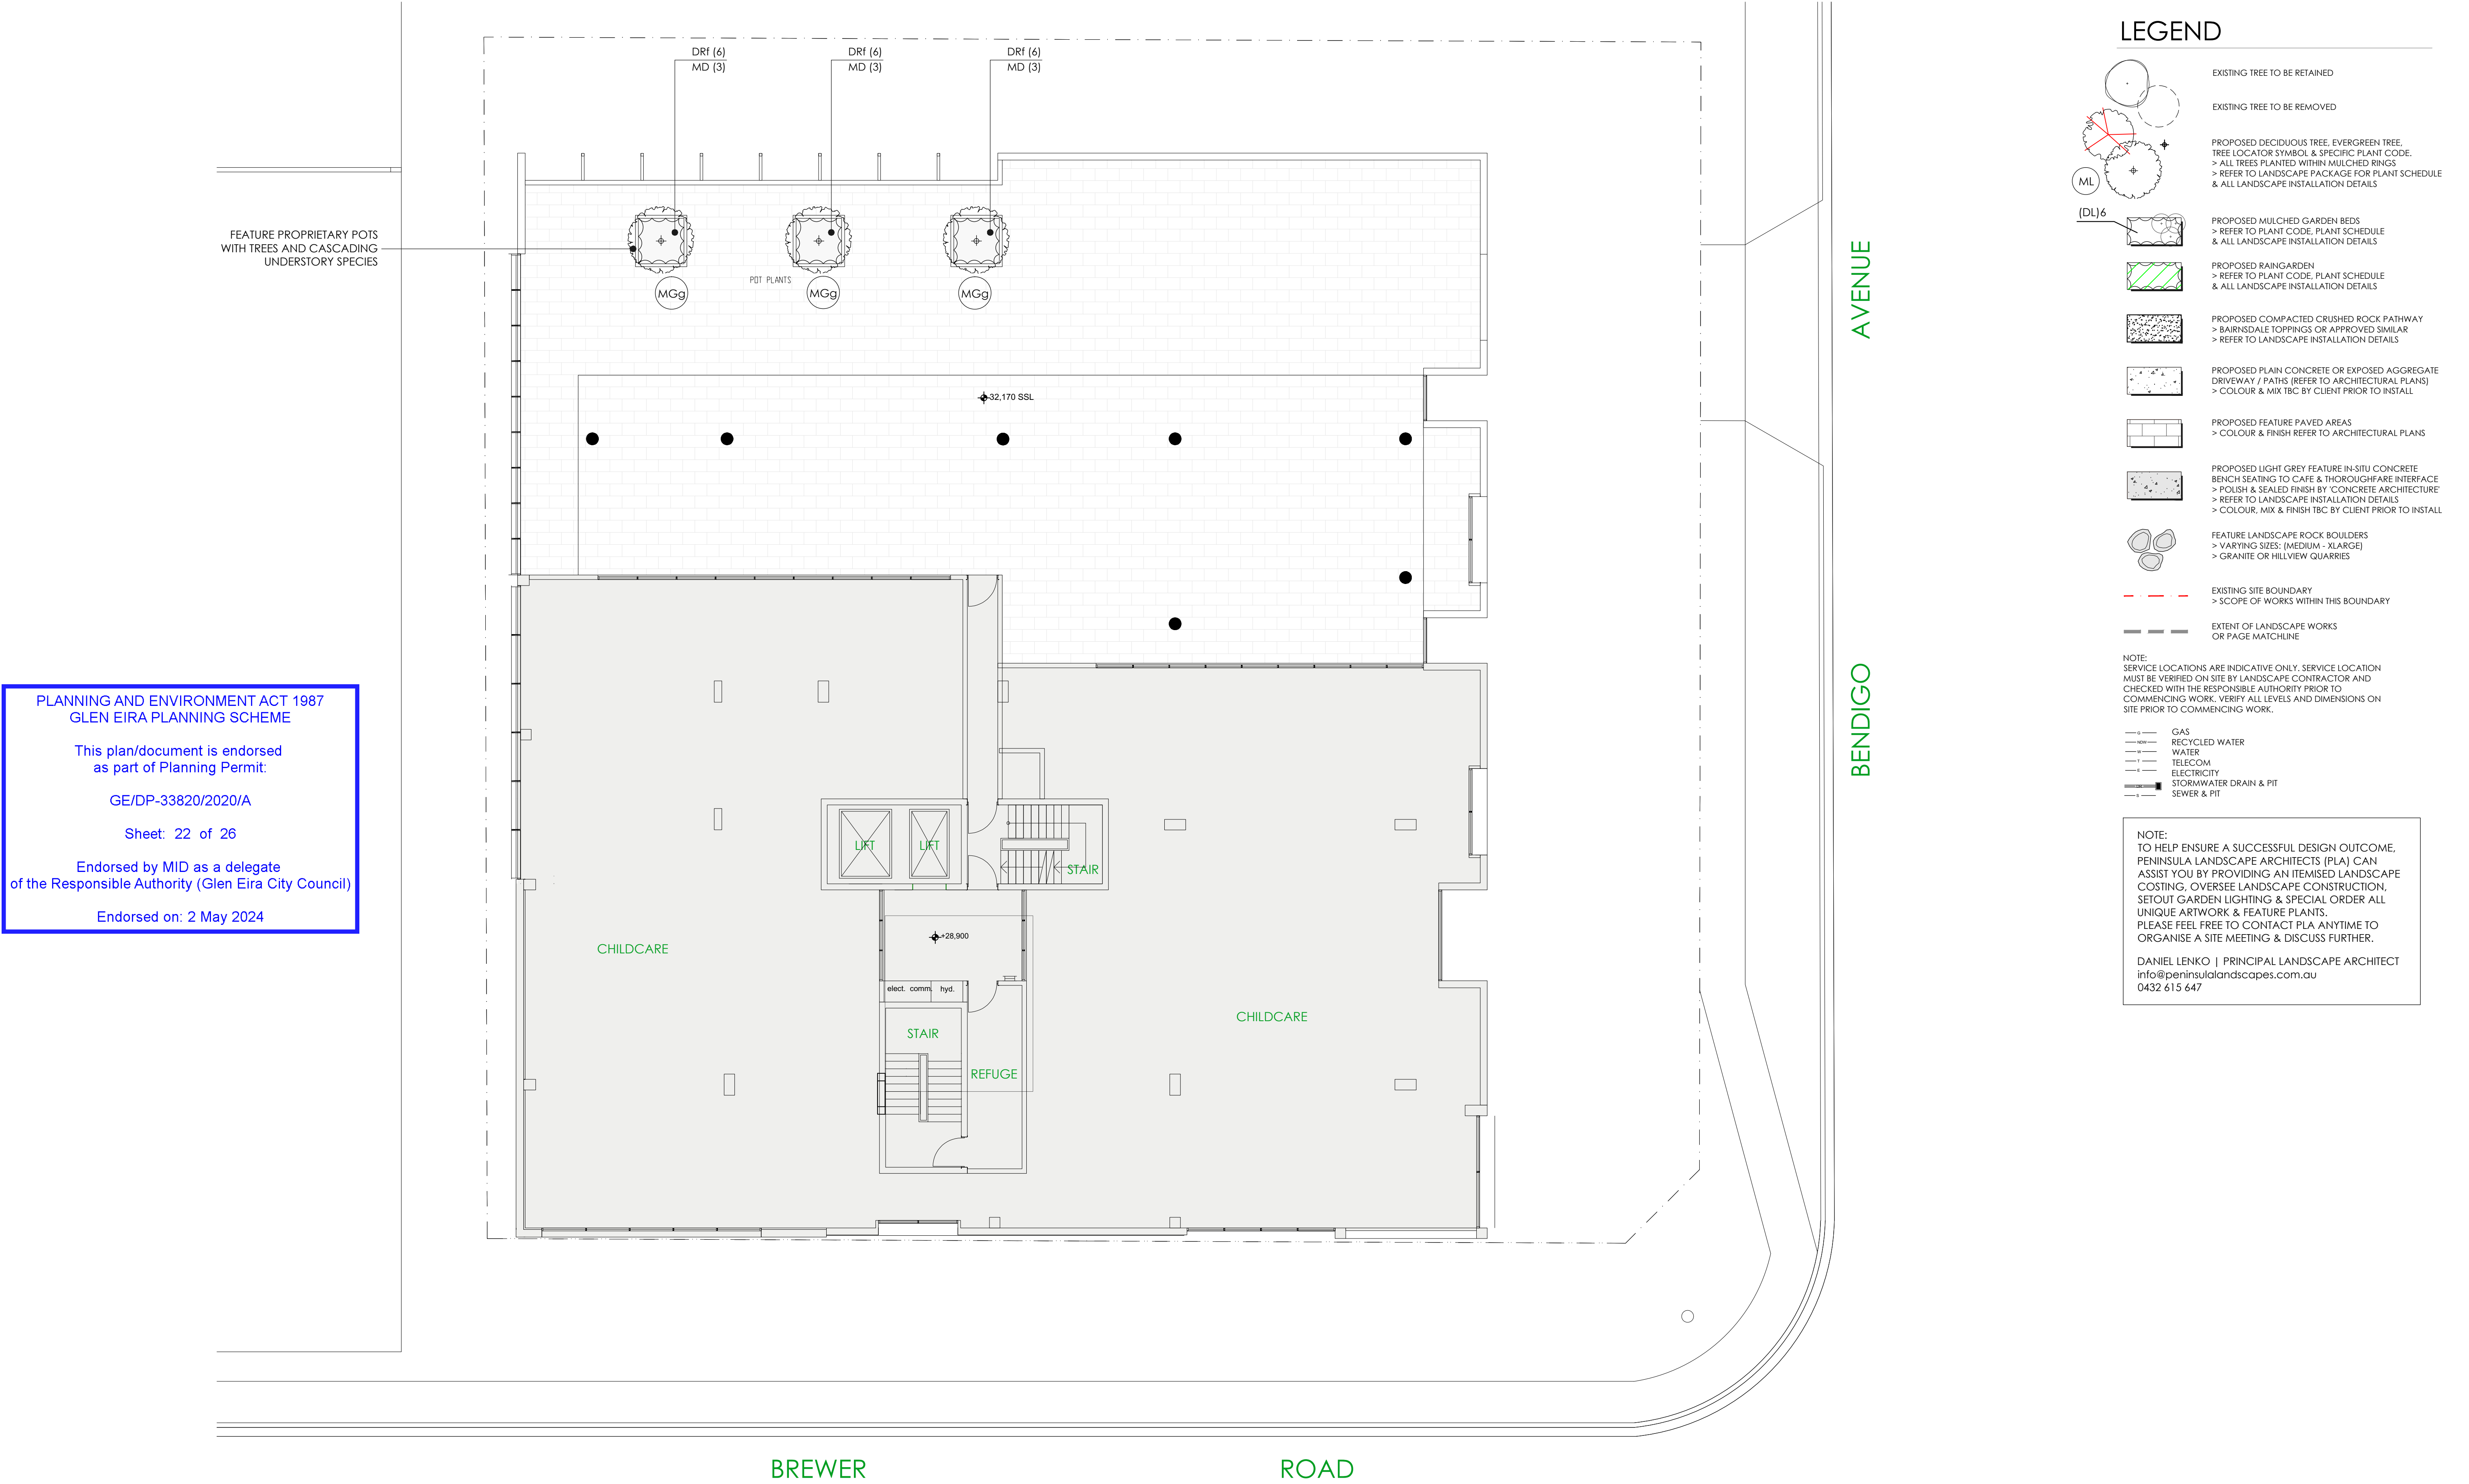 DRf (6)
MD (3)
DRf (6)
MD (3)
DRf (6)
MD (3)
FEATURE PROPRIETARY POTS
WITH TREES AND CASCADING
UNDERSTORY SPECIES
POT PLANTS
MGg
MGg
MGg
32,170 SSL
PLANNING AND ENVIRONMENT ACT 1987
GLEN EIRA PLANNING SCHEME
This plan/document is endorsed
as part of Planning Permit:
GE/DP-33820/2020/A
Sheet: 22 of 26
Endorsed by MID as a delegate
of the Responsible Authority (Glen Eira City Council)
Endorsed on: 2 May 2024
LIFT
LIFT
STAIR
+28,900
CHILDCARE
elect. comm. hyd.
STAIR
REFUGE
CHILDCARE
AVENUE
BENDIGO
BREWER
ROAD
LEGEND
EXISTING TREE TO BE RETAINED
EXISTING TREE TO BE REMOVED
PROPOSED DECIDUOUS TREE, EVERGREEN TREE,
TREE LOCATOR SYMBOL & SPECIFIC PLANT CODE.
> ALL TREES PLANTED WITHIN MULCHED RINGS
> REFER TO LANDSCAPE PACKAGE FOR PLANT SCHEDULE
& ALL LANDSCAPE INSTALLATION DETAILS
ML
(DL)6
PROPOSED MULCHED GARDEN BEDS
> REFER TO PLANT CODE, PLANT SCHEDULE
& ALL LANDSCAPE INSTALLATION DETAILS
PROPOSED RAINGARDEN
> REFER TO PLANT CODE, PLANT SCHEDULE
& ALL LANDSCAPE INSTALLATION DETAILS
PROPOSED COMPACTED CRUSHED ROCK PATHWAY
> BAIRNSDALE TOPPINGS OR APPROVED SIMILAR
> REFER TO LANDSCAPE INSTALLATION DETAILS
PROPOSED PLAIN CONCRETE OR EXPOSED AGGREGATE
DRIVEWAY / PATHS (REFER TO ARCHITECTURAL PLANS)
> COLOUR & MIX TBC BY CLIENT PRIOR TO INSTALL
PROPOSED FEATURE PAVED AREAS
> COLOUR & FINISH REFER TO ARCHITECTURAL PLANS
PROPOSED LIGHT GREY FEATURE IN-SITU CONCRETE
BENCH SEATING TO CAFE & THOROUGHFARE INTERFACE
> POLISH & SEALED FINISH BY 'CONCRETE ARCHITECTURE'
> REFER TO LANDSCAPE INSTALLATION DETAILS
> COLOUR, MIX & FINISH TBC BY CLIENT PRIOR TO INSTALL
FEATURE LANDSCAPE ROCK BOULDERS
> VARYING SIZES: (MEDIUM - XLARGE)
> GRANITE OR HILLVIEW QUARRIES
EXISTING SITE BOUNDARY
> SCOPE OF WORKS WITHIN THIS BOUNDARY
EXTENT OF LANDSCAPE WORKS
OR PAGE MATCHLINE
NOTE:
SERVICE LOCATIONS ARE INDICATIVE ONLY. SERVICE LOCATION
MUST BE VERIFIED ON SITE BY LANDSCAPE CONTRACTOR AND
CHECKED WITH THE RESPONSIBLE AUTHORITY PRIOR TO
COMMENCING WORK. VERIFY ALL LEVELS AND DIMENSIONS ON
SITE PRIOR TO COMMENCING WORK.
G GAS
NDW RECYCLED WATER
W WATER
T TELECOM
E ELECTRICITY
STORMWATER DRAIN & PIT
S SEWER & PIT
NOTE:
TO HELP ENSURE A SUCCESSFUL DESIGN OUTCOME,
PENINSULA LANDSCAPE ARCHITECTS (PLA) CAN
ASSIST YOU BY PROVIDING AN ITEMISED LANDSCAPE
COSTING, OVERSEE LANDSCAPE CONSTRUCTION,
SETOUT GARDEN LIGHTING & SPECIAL ORDER ALL
UNIQUE ARTWORK & FEATURE PLANTS.
PLEASE FEEL FREE TO CONTACT PLA ANYTIME TO
ORGANISE A SITE MEETING & DISCUSS FURTHER.
DANIEL LENKO | PRINCIPAL LANDSCAPE ARCHITECT
info@peninsulalandscapes.com.au
0432 615 647